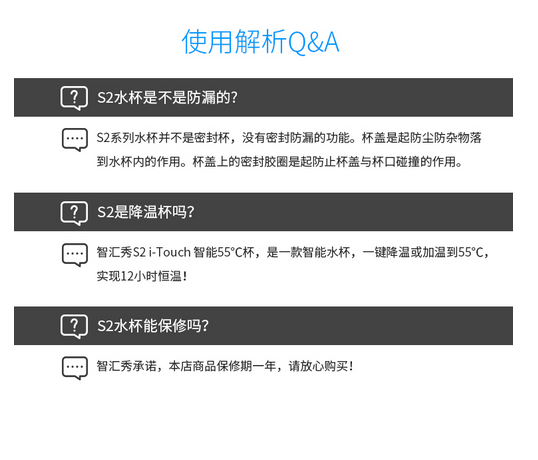 使用解析Q&A
S2水杯是不是防漏的?
S2系列水杯并不是密封杯，没有密封防漏的功能。杯盖是起防尘防杂物落
到水杯内的作用。杯盖上的密封胶圈是起防止杯盖与杯口碰撞的作用。
S2是降温杯吗?
智汇秀S2 i-Touch 智能55℃杯，是一款智能水杯，一键降温或加温到55℃，
实现12小时恒温!
S2水杯能保修吗?
智汇秀承诺，本店商品保修期一年，请放心购买!